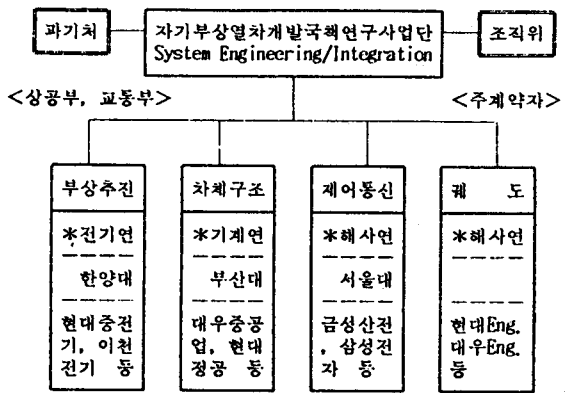 과기처
자기부상열차개발국책연구사업단
System Engineering/Integration
조직위
<상공부, 교통부>
<주계약자>
부상추진
*전기연
한양대
현대중전
기, 이천
전기 등
차체구조
*기계연
부산대
대우중공
업, 현대
정공 등
제어통신
*해사연
서울대
금성산전
, 삼성전
자 등
궤 도
*해사연
현대Eng.
대우Eng.
등